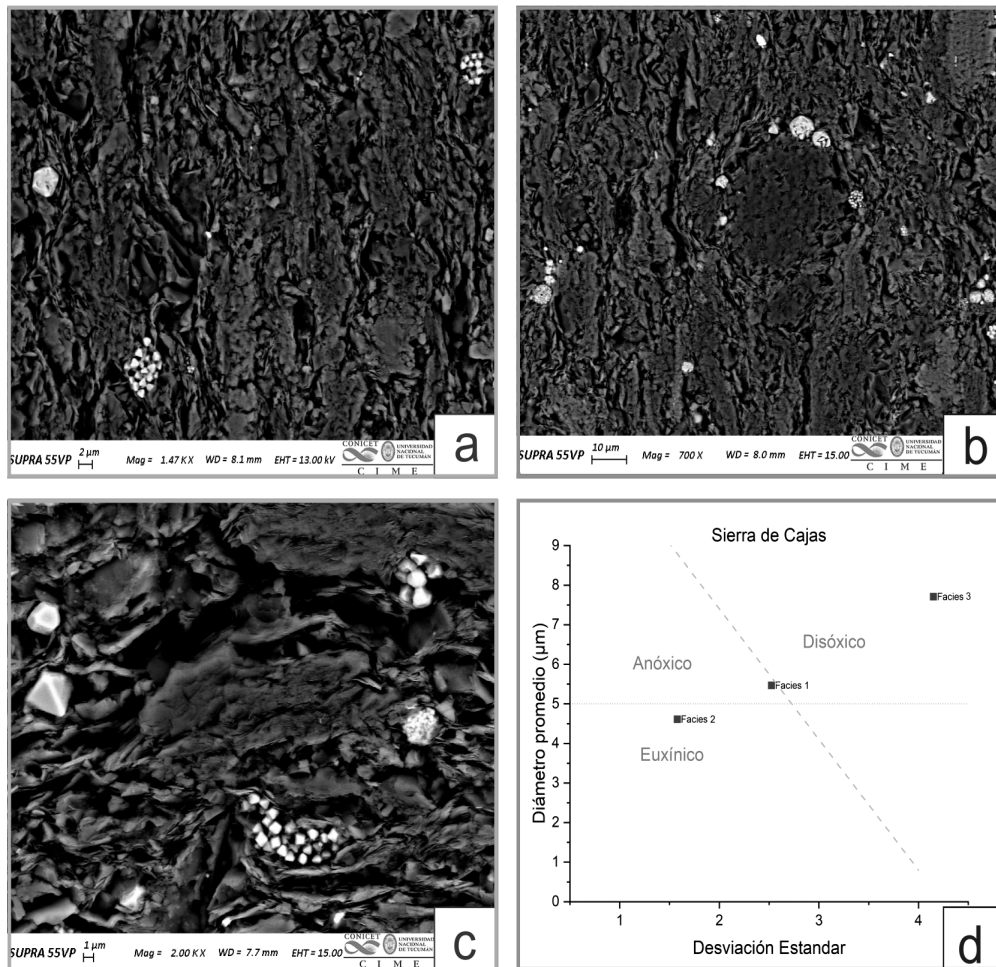 SUPRA 55VP 2 µm Mag = 1.47 K X WD = 8.1 mm EHT = 13.00 kV
CONICET
UNIVERSIDAD
NACIONAL
DE TUCUMÁN
C I M E
a
SUPRA 55VP 10 µm Mag = 700 X WD = 8.0 mm EHT = 15.00
CONICET
UNIVERSIDAD
NACIONAL
DE TUCUMÁN
C I M E
b
SUPRA 55VP 1 µm Mag = 2.00 K X WD = 7.7 mm EHT = 15.00
CONICET
UNIVERSIDAD
NACIONAL
DE TUCUMÁN
C I M E
c
Sierra de Cajas
Diámetro promedio (µm)
9
8
7
6
5
4
3
2
1
0
Facies 3
Disóxico
Anóxico
Facies 1
Facies 2
Euxínico
1 2 3 4
Desviación Estandar
d